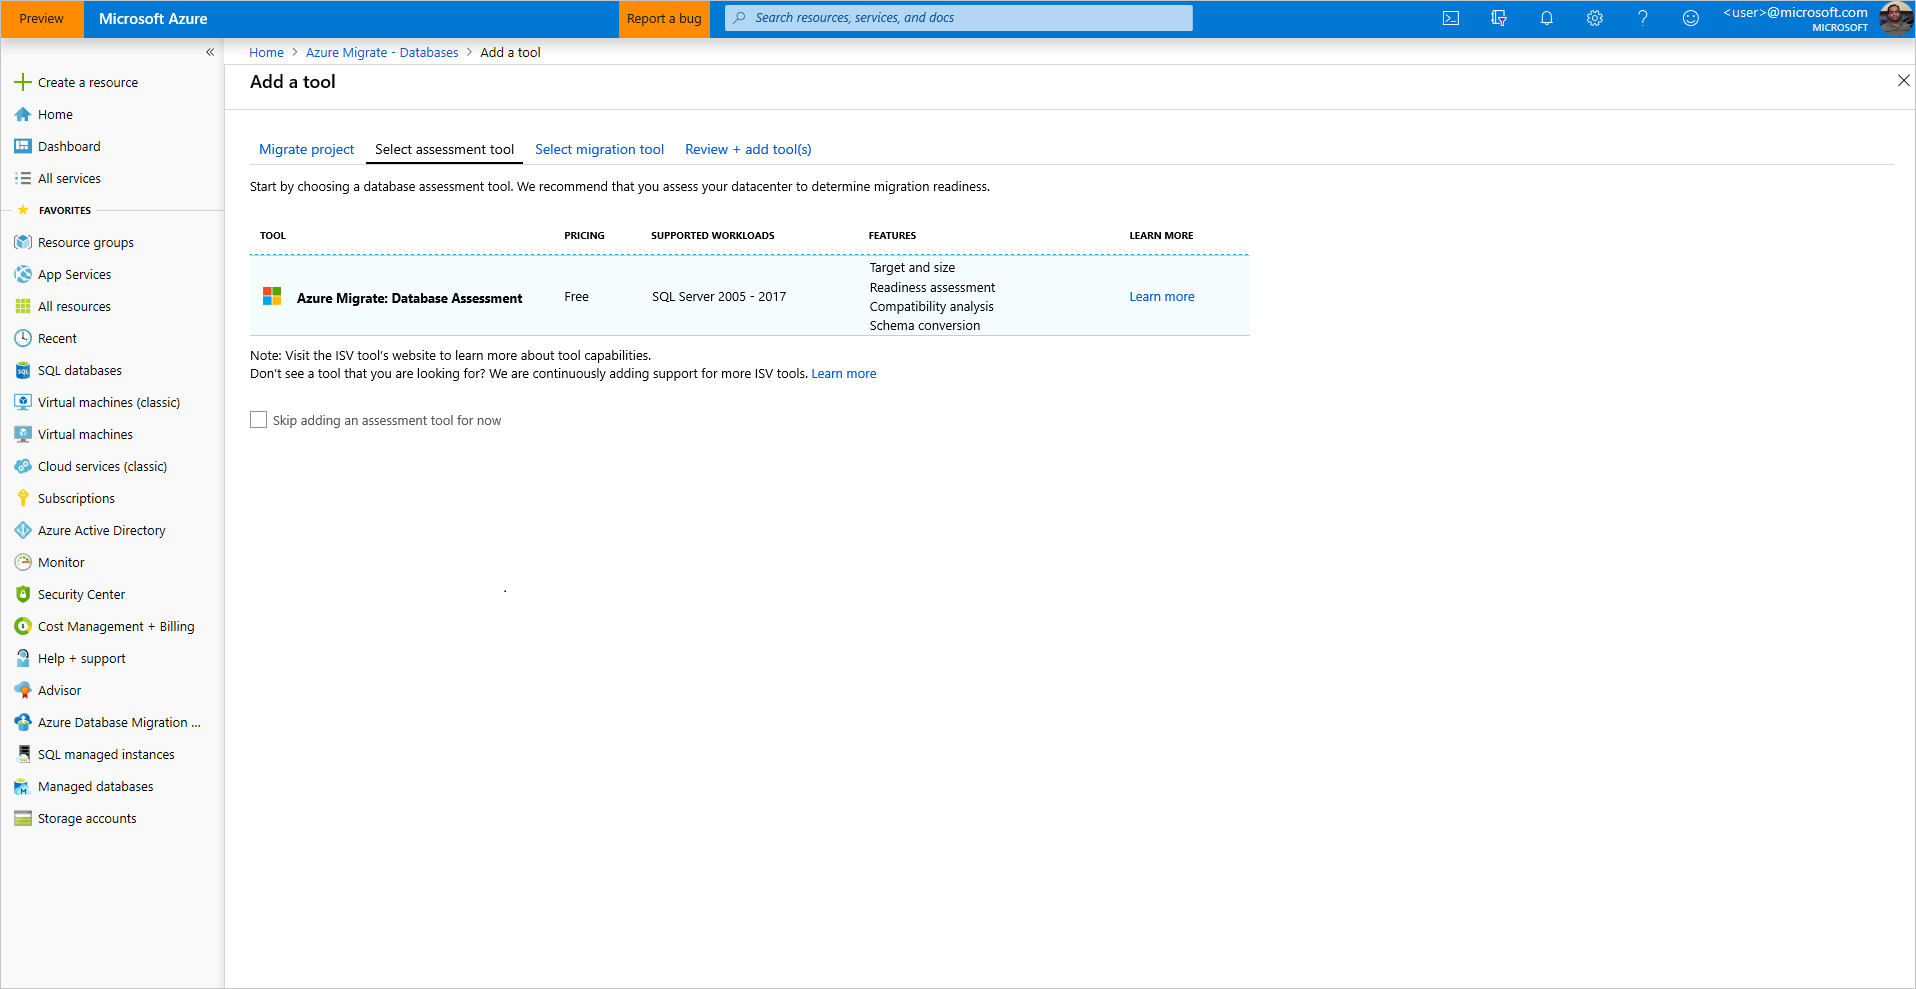 Preview
Microsoft Azure
Report a bug
Search resources, services, and docs
<user>@microsoft.com
MICROSOFT
Home > Azure Migrate - Databases > Add a tool
Add a tool
Create a resource
Home
Dashboard
All services
FAVORITES
Resource groups
App Services
All resources
Recent
SQL databases
Virtual machines (classic)
Virtual machines
Cloud services (classic)
Subscriptions
Azure Active Directory
Monitor
Security Center
Cost Management + Billing
Help + support
Advisor
Azure Database Migration ...
SQL managed instances
Managed databases
Storage accounts
Migrate project
Select assessment tool
Select migration tool
Review + add tool(s)
Start by choosing a database assessment tool. We recommend that you assess your datacenter to determine migration readiness.
TOOL
PRICING
SUPPORTED WORKLOADS
FEATURES
LEARN MORE
Azure Migrate: Database Assessment
Free
SQL Server 2005 - 2017
Target and size
Readiness assessment
Compatibility analysis
Schema conversion
Learn more
Note: Visit the ISV tool's website to learn more about tool capabilities.
Don't see a tool that you are looking for? We are continuously adding support for more ISV tools. Learn more
Skip adding an assessment tool for now